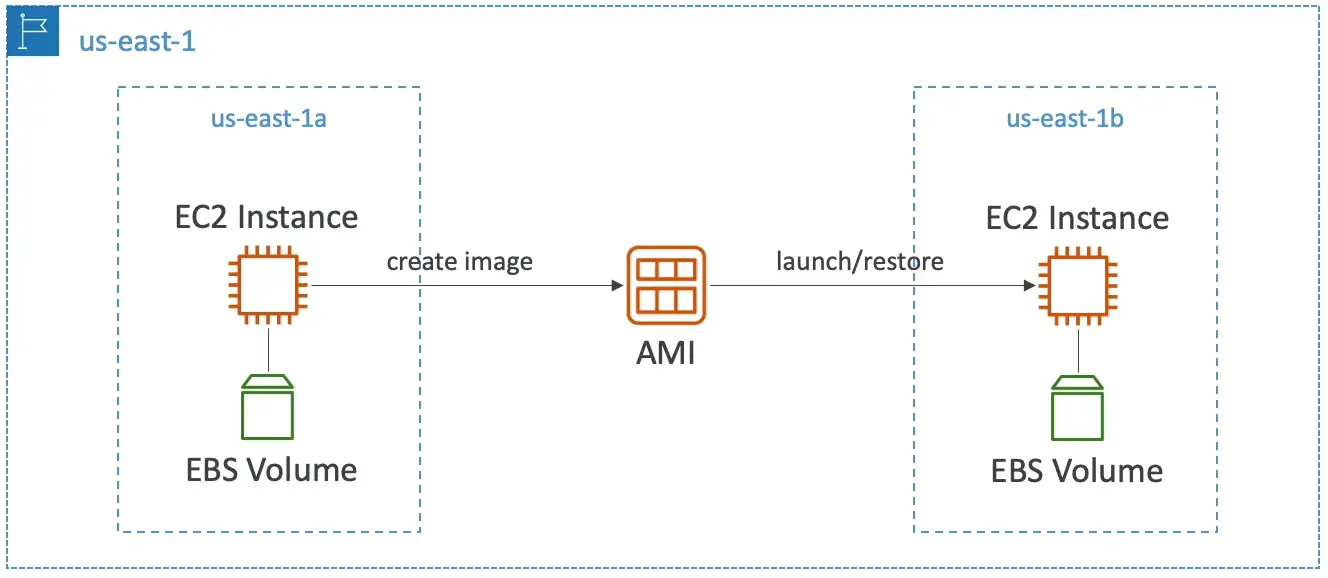 us-east-1
us-east-1a
us-east-1b
EC2 Instance
EC2 Instance
create image
launch/restore
AMI
EBS Volume
EBS Volume